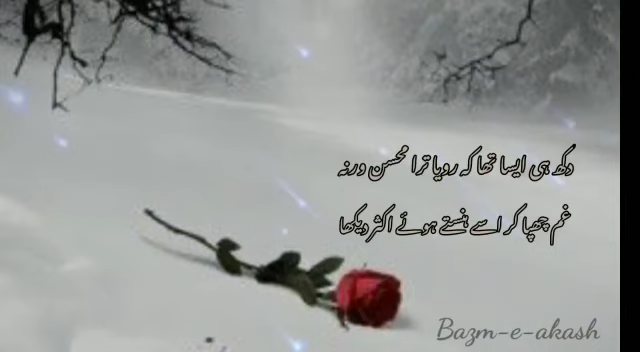 دکھ ہی ایسا تھا کہ رویا ترا محسن ورنہ
غم چھپا کر اسے ہنستے ہوئے اکثر دیکھا
Bazm-e-akash